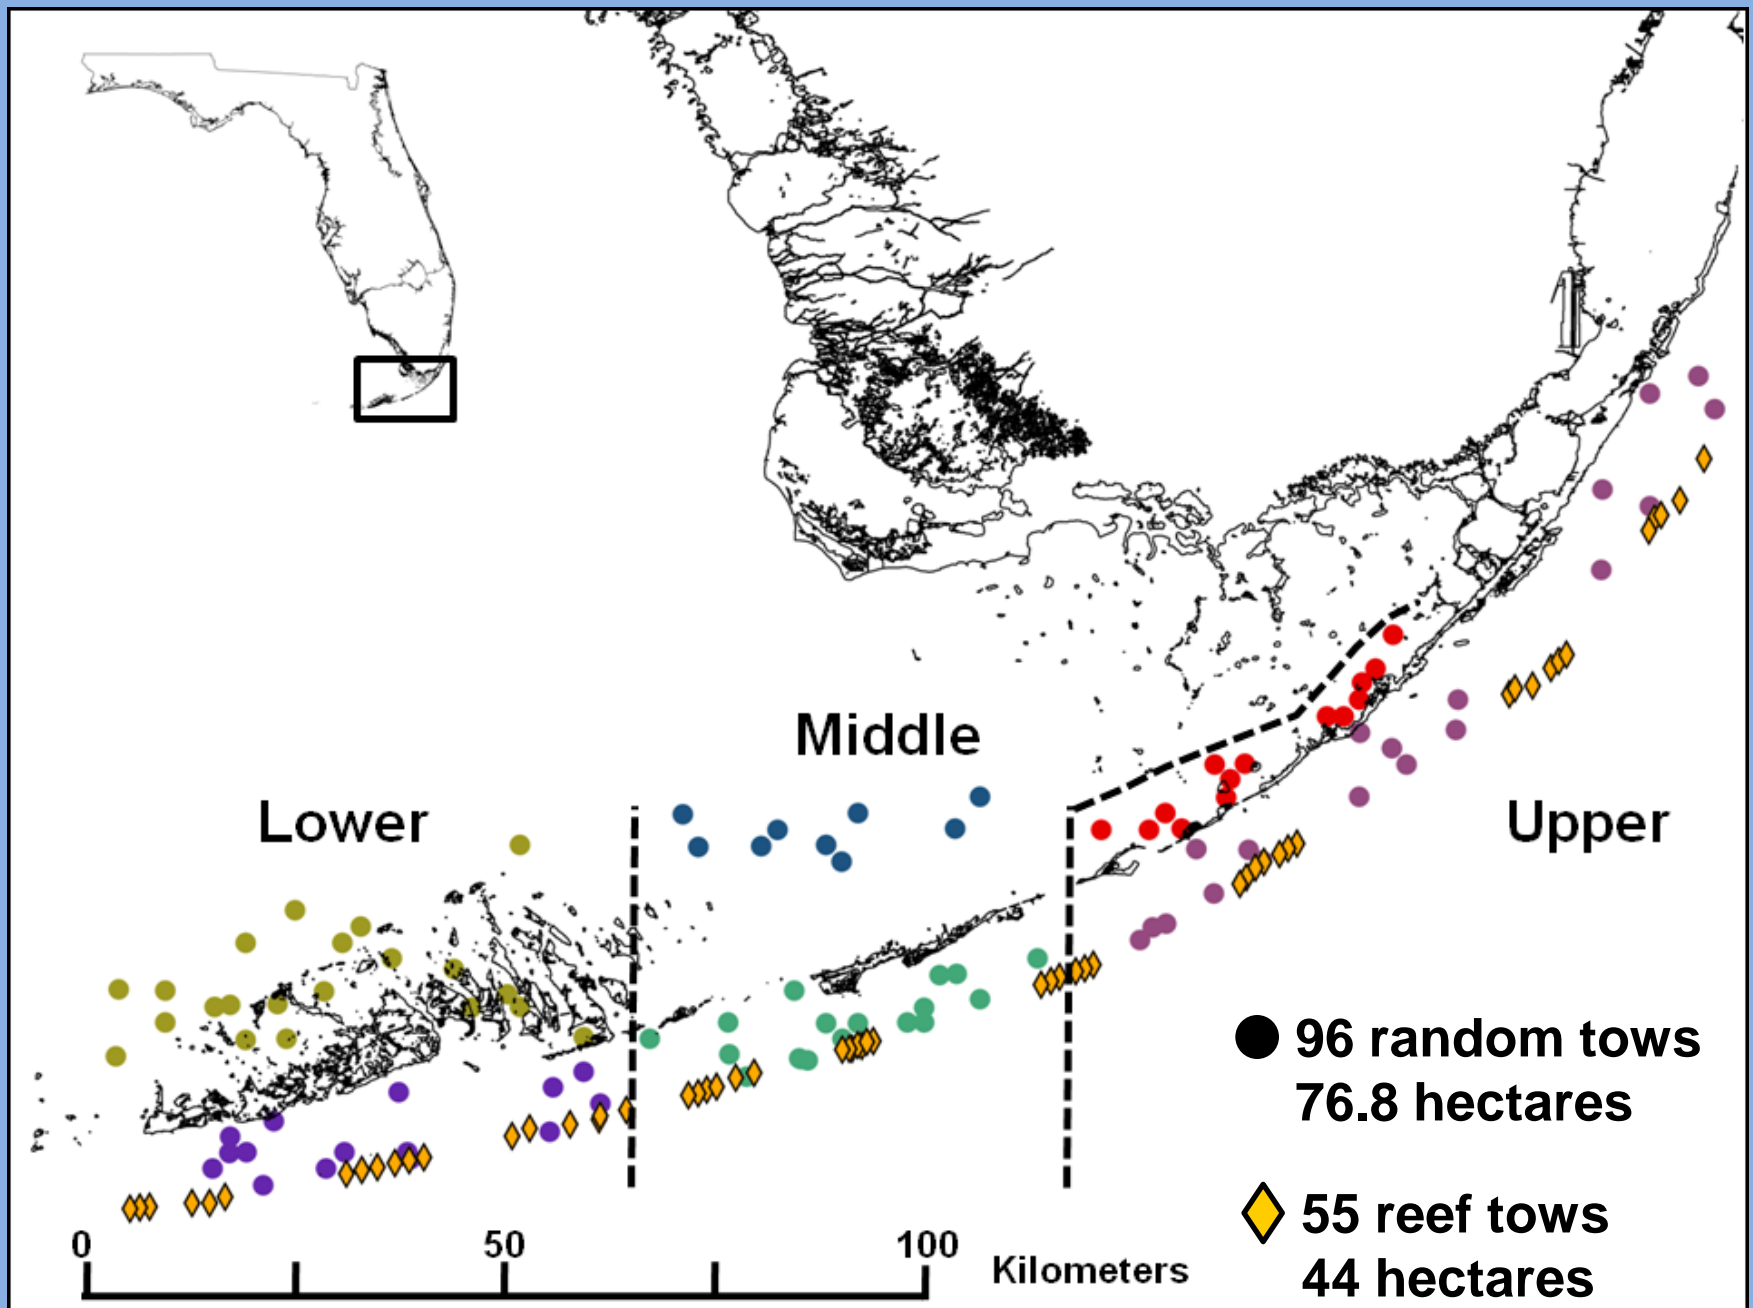 Middle
Lower
Upper
96 random tows
76.8 hectares
55 reef tows
44 hectares
0 50 100
Kilometers